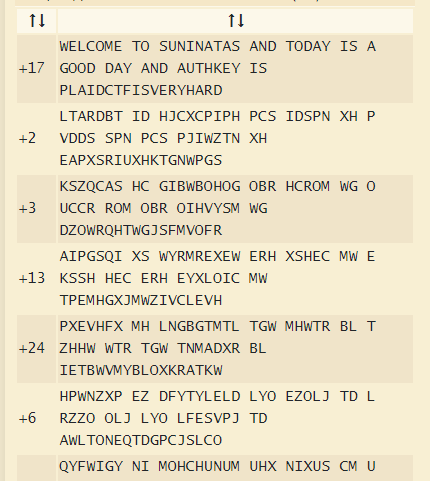 ↑↓ ↑↓
WELCOME TO SUNINATAS AND TODAY IS A
+17 GOOD DAY AND AUTHKEY IS
PLAIDCTFISVERYHARD
LTARDBT ID HJCXCPIPH PCS IDSPN XH P
+2 VDDS SPN PCS PJIWZTN XH
EAPXSRIUXHKTGNWPGS
KSZQCAS HC GIBWBOHOG OBR HCROM WG O
+3 UCCR ROM OBR OIHVYSM WG
DZOWRQHTWGJSFMVOFR
AIPGSQI XS WYRMREXEW ERH XSHEC MW E
+13 KSSH HEC ERH EYXLOIC MW
TPEMHGXJMWZIVCLEVH
PXEVHFX MH LNGBGTMTL TGW MHWTR BL T
+24 ZHHW WTR TGW TNMADXR BL
IETBWVMYBLOXKRATKW
HPWNZXP EZ DFYTYLELD LYO EZOLJ TD L
+6 RZZO OLJ LYO LFESVPJ TD
AWLTONEQTDGPCJSLCO
QYFWIGY NI MOHCHUNUM UHX NIXUS CM U